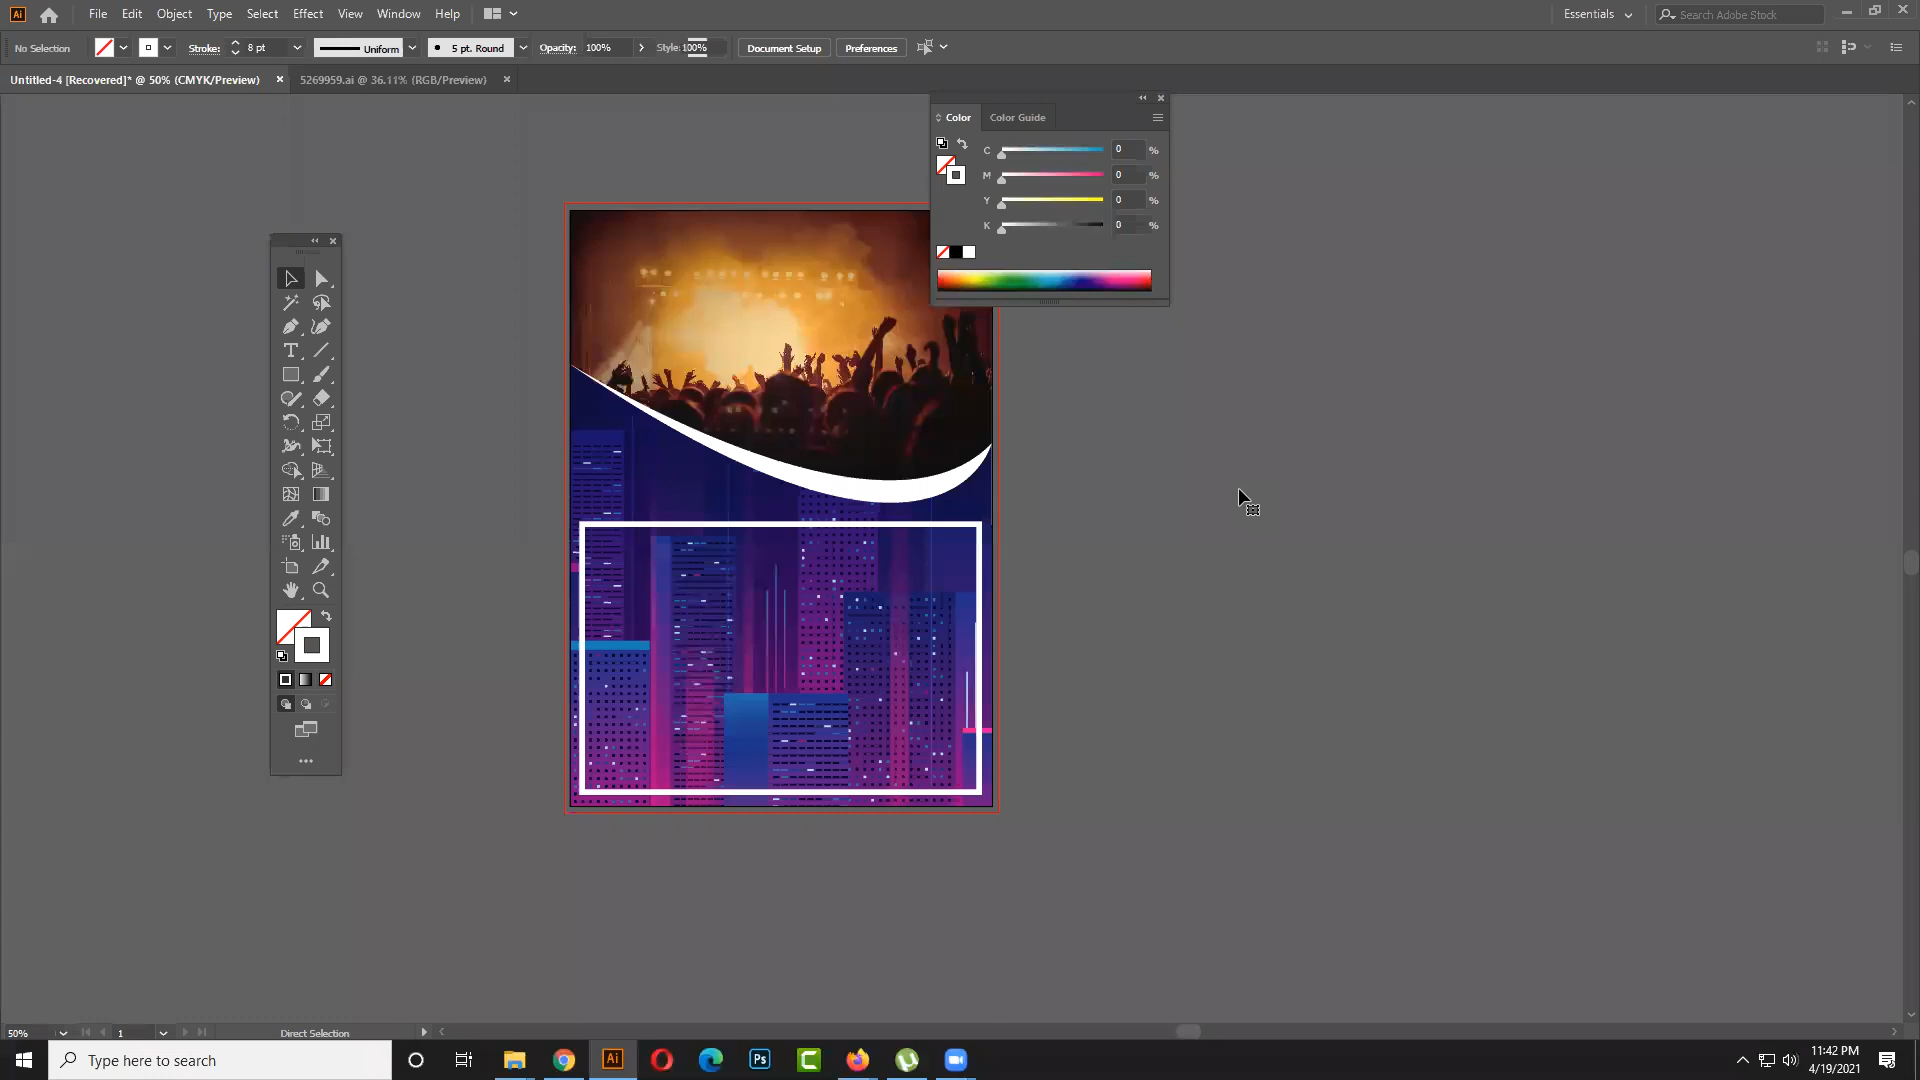 Ai File Edit Object Type Select Effect View Window Help Essentials Search Adobe Stock
No Selection Stroke: 8 pt Uniform 5 pt. Round Opacity: 100% Style: 100% Document Setup Preferences
Untitled-4 [Recovered]* @ 50% (CMYK/Preview) 5269959.ai @ 36.11% (RGB/Preview)
Color Color Guide
C 0 %
M 0 %
Y 0 %
K 0 %
50% 1 Direct Selection
Type here to search Ai Ps
11:42 PM
4/19/2021